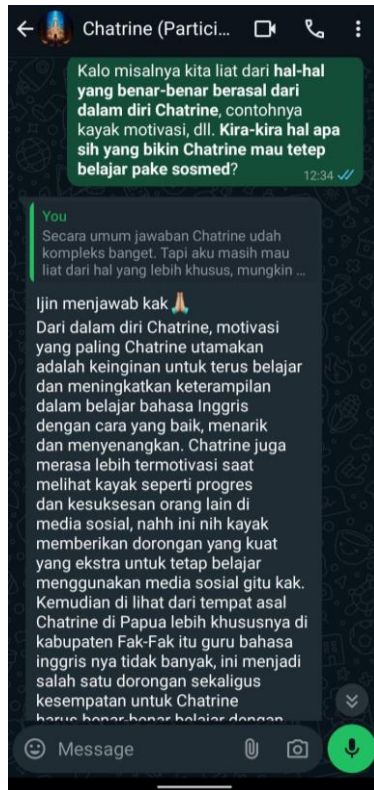 Chatrine (Partici...
Kalo misalnya kita liat dari hal-hal
yang benar-benar berasal dari
dalam diri Chatrine, contohnya
kayak motivasi, dll. Kira-kira hal apa
sih yang bikin Chatrine mau tetep
belajar pake sosmed?
12:34
You
Secara umum jawaban Chatrine udah
kompleks banget. Tapi aku masih mau
liat dari hal yang lebih khusus, mungkin ...
Ijin menjawab kak🙏🏼
Dari dalam diri Chatrine, motivasi
yang paling Chatrine utamakan
adalah keinginan untuk terus belajar
dan meningkatkan keterampilan
dalam belajar bahasa Inggris
dengan cara yang baik, menarik
dan menyenangkan. Chatrine juga
merasa lebih termotivasi saat
melihat kayak seperti progres
dan kesuksesan orang lain di
media sosial, nahh ini nih kayak
memberikan dorongan yang kuat
yang ekstra untuk tetap belajar
menggunakan media sosial gitu kak.
Kemudian di lihat dari tempat asal
Chatrine di Papua lebih khususnya di
kabupaten Fak-Fak itu guru bahasa
inggris nya tidak banyak, ini menjadi
salah satu dorongan sekaligus
kesempatan untuk Chatrine
harus benar-benar belajar dengan
Message